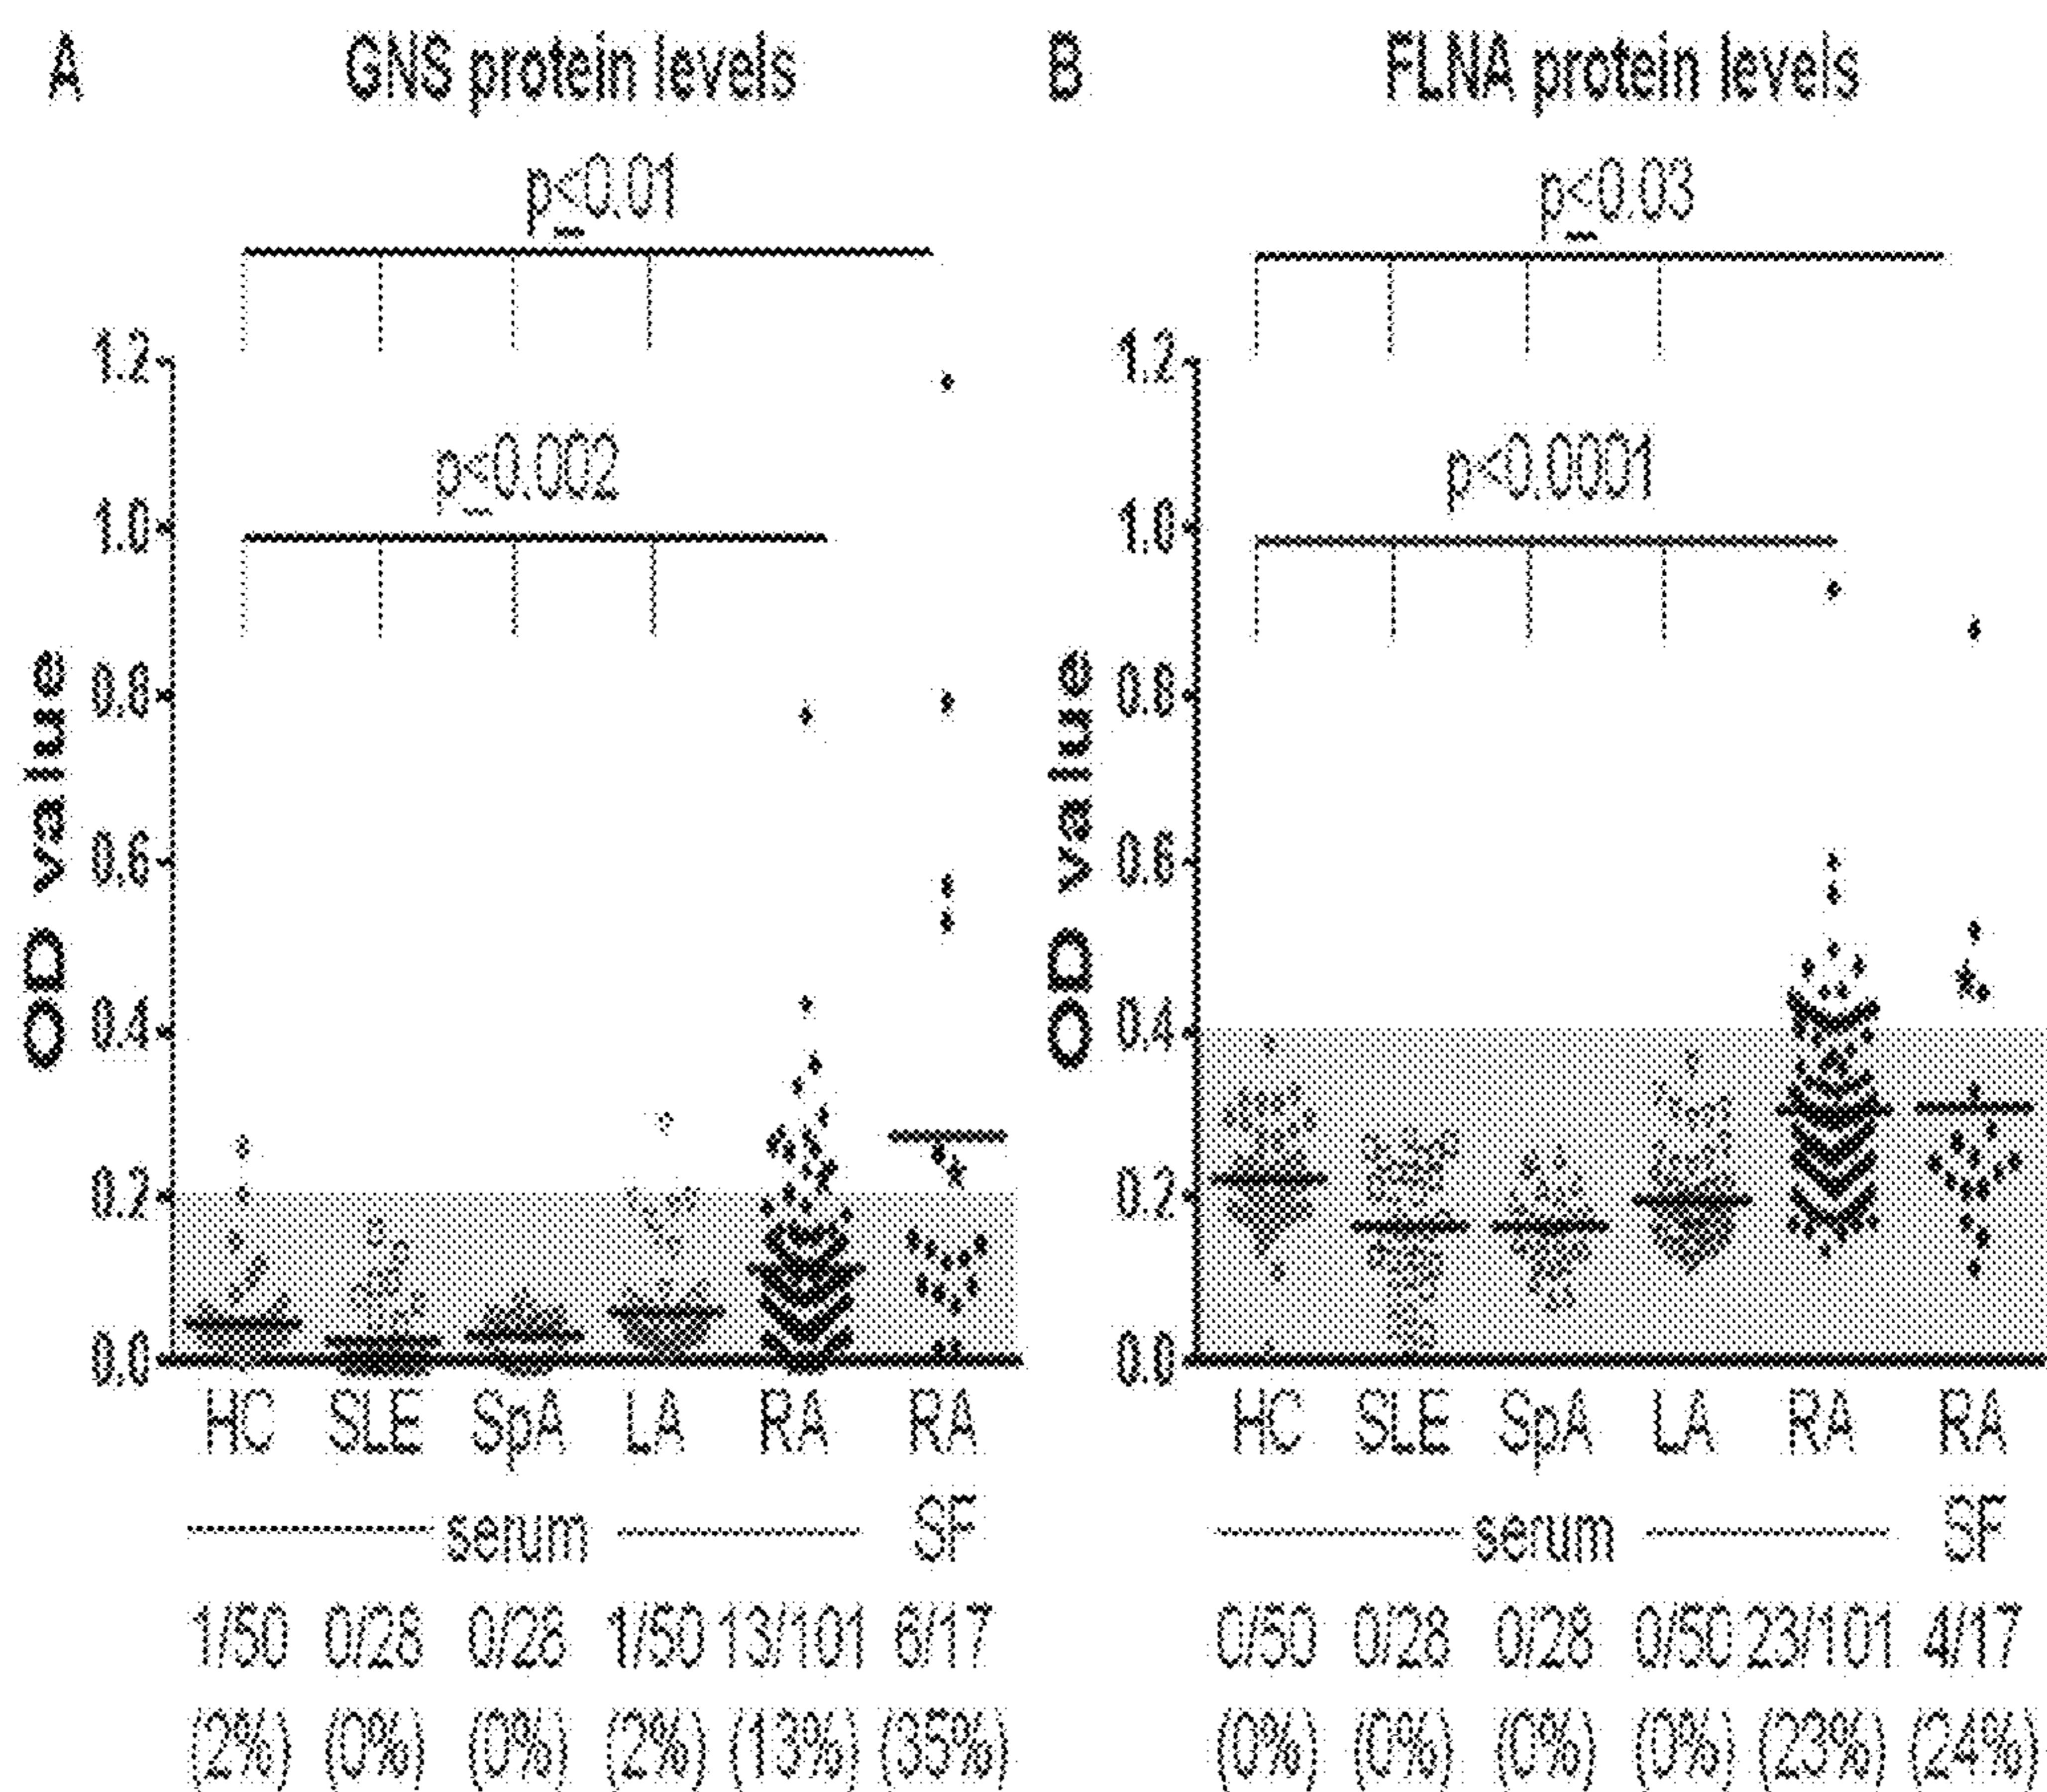 A GNS protein levels
p≤0.01
p≤0.002
OD value
1.2
1.0
0.8
0.6
0.4
0.2
0.0
HC SLE SpA LA RA RA
serum SF
1/50 0/28 0/28 1/50 13/101 6/17
(2%) (0%) (0%) (2%) (13%) (35%)
B FLNA protein levels
p≤0.03
p<0.0001
OD value
1.2
1.0
0.8
0.6
0.4
0.2
0.0
HC SLE SpA LA RA RA
serum SF
0/50 0/28 0/28 0/50 23/101 4/17
(0%) (0%) (0%) (0%) (23%) (24%)